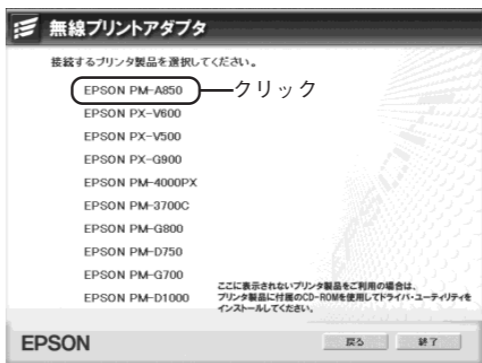 無線プリントアダプタ
接続するプリンタ製品を選択してください。
EPSON PM-A850 クリック
EPSON PX-V600
EPSON PX-V500
EPSON PX-G900
EPSON PM-4000PX
EPSON PM-3700C
EPSON PM-G800
EPSON PM-D750
EPSON PM-G700
EPSON PM-D1000
ここに表示されないプリンタ製品をご利用の場合は、
プリンタ製品に付属のCD-ROMを使用してドライバ・ユーティリティを
インストールしてください。
EPSON
戻る 終了